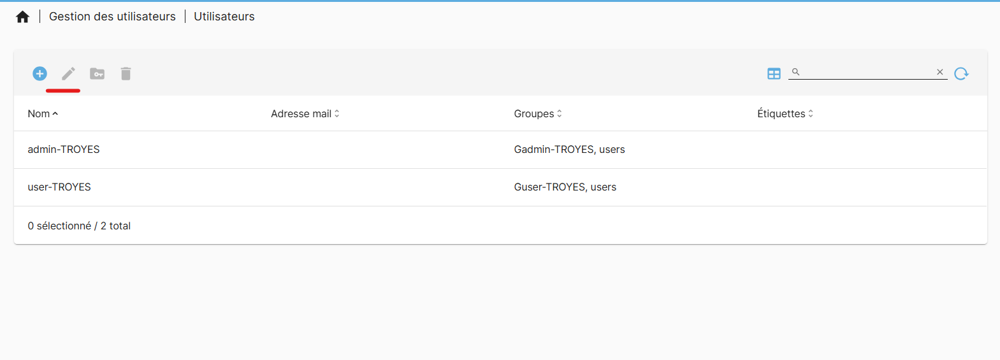 Gestion des utilisateurs | Utilisateurs
Nom Adresse mail Groupes Étiquettes
admin-TROYES Gadmin-TROYES, users
user-TROYES Guser-TROYES, users
0 sélectionné / 2 total